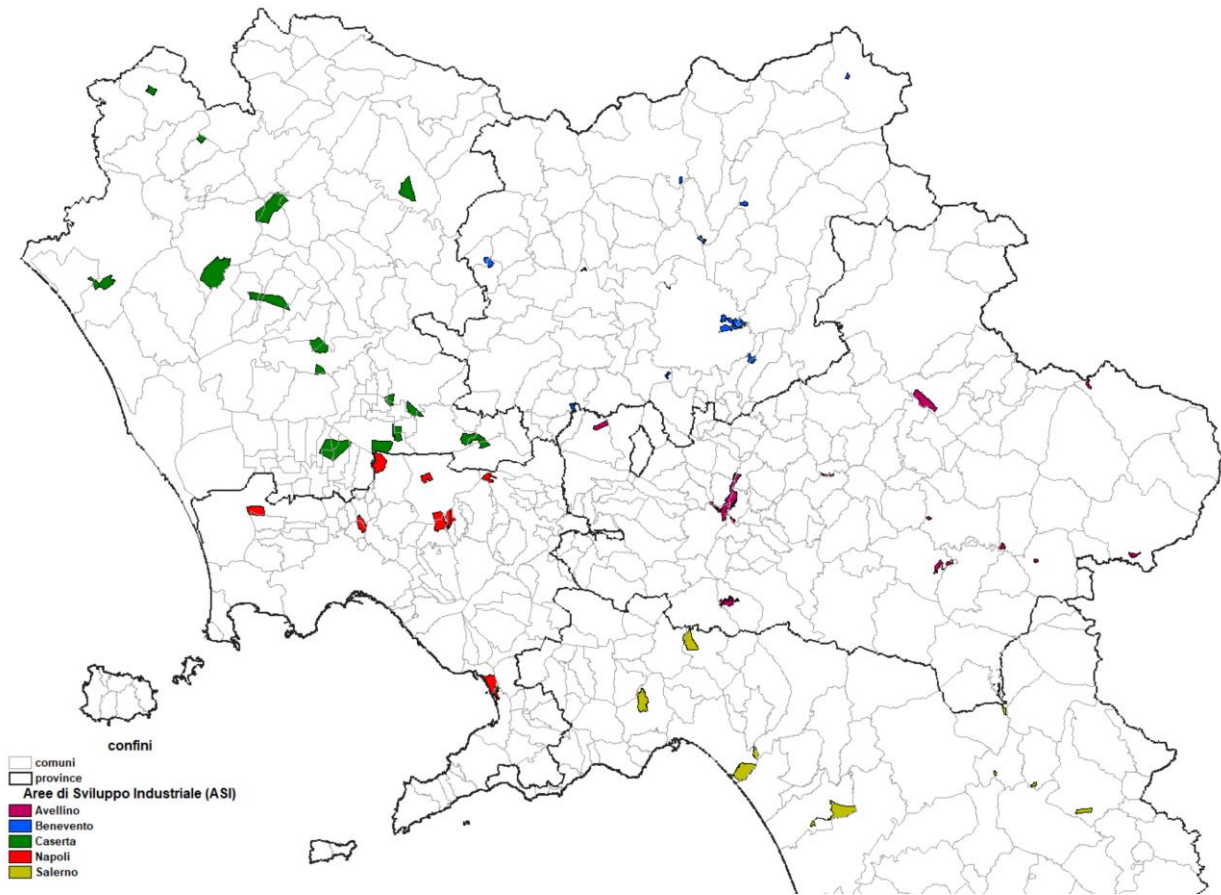 confini
comuni
province
Aree di Sviluppo Industriale (ASI)
Avellino
Benevento
Caserta
Napoli
Salerno